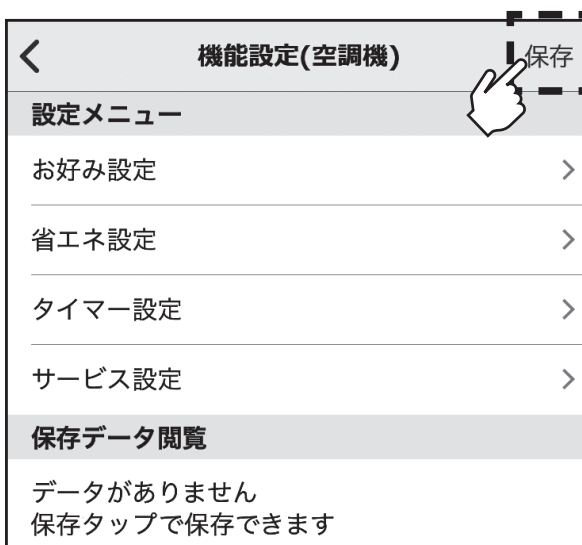 機能設定(空調機) 保存
設定メニュー
お好み設定
省エネ設定
タイマー設定
サービス設定
保存データ閲覧
データがありません
保存タップで保存できます